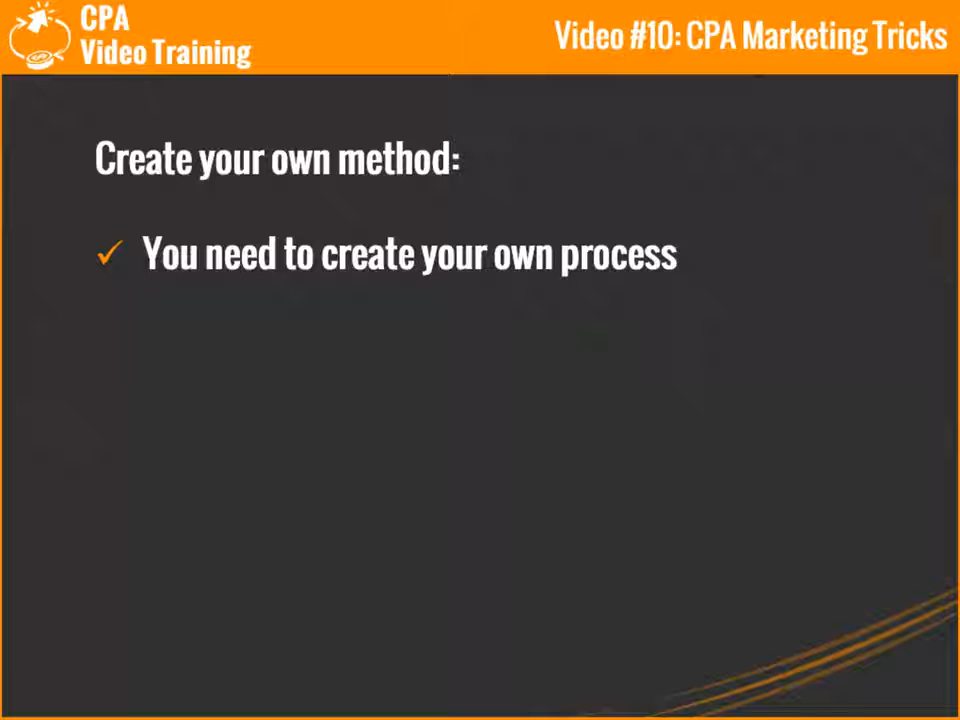 CPA
Video Training
Video #10: CPA Marketing Tricks
Create your own method:
✓ You need to create your own process